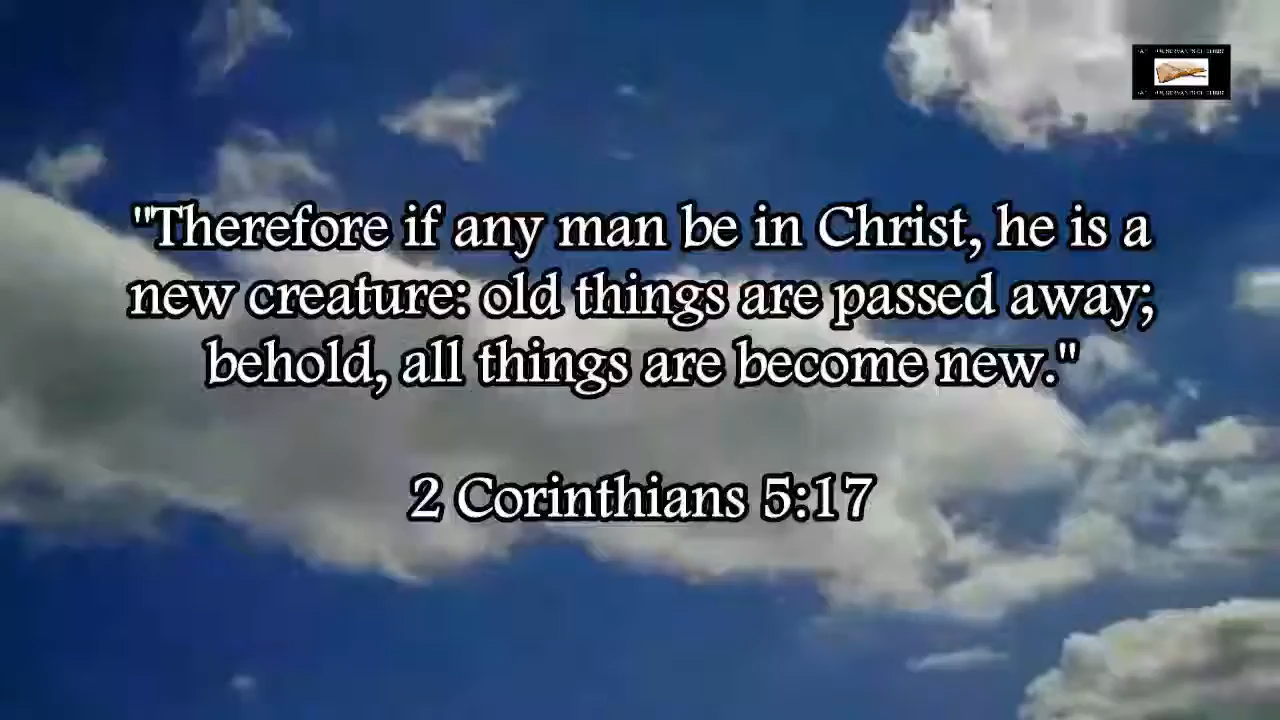 "Therefore if any man be in Christ, he is a
new creature: old things are passed away;
behold, all things are become new."
2 Corinthians 5:17